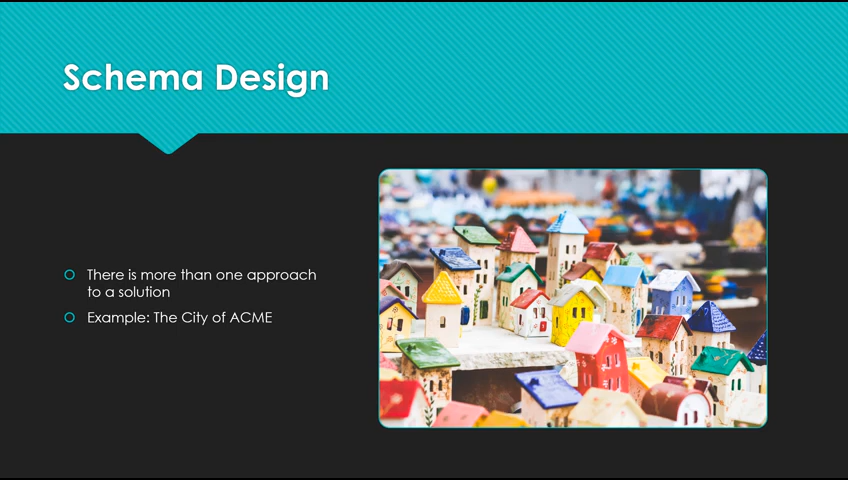 Schema Design
There is more than one approach
to a solution
Example: The City of ACME